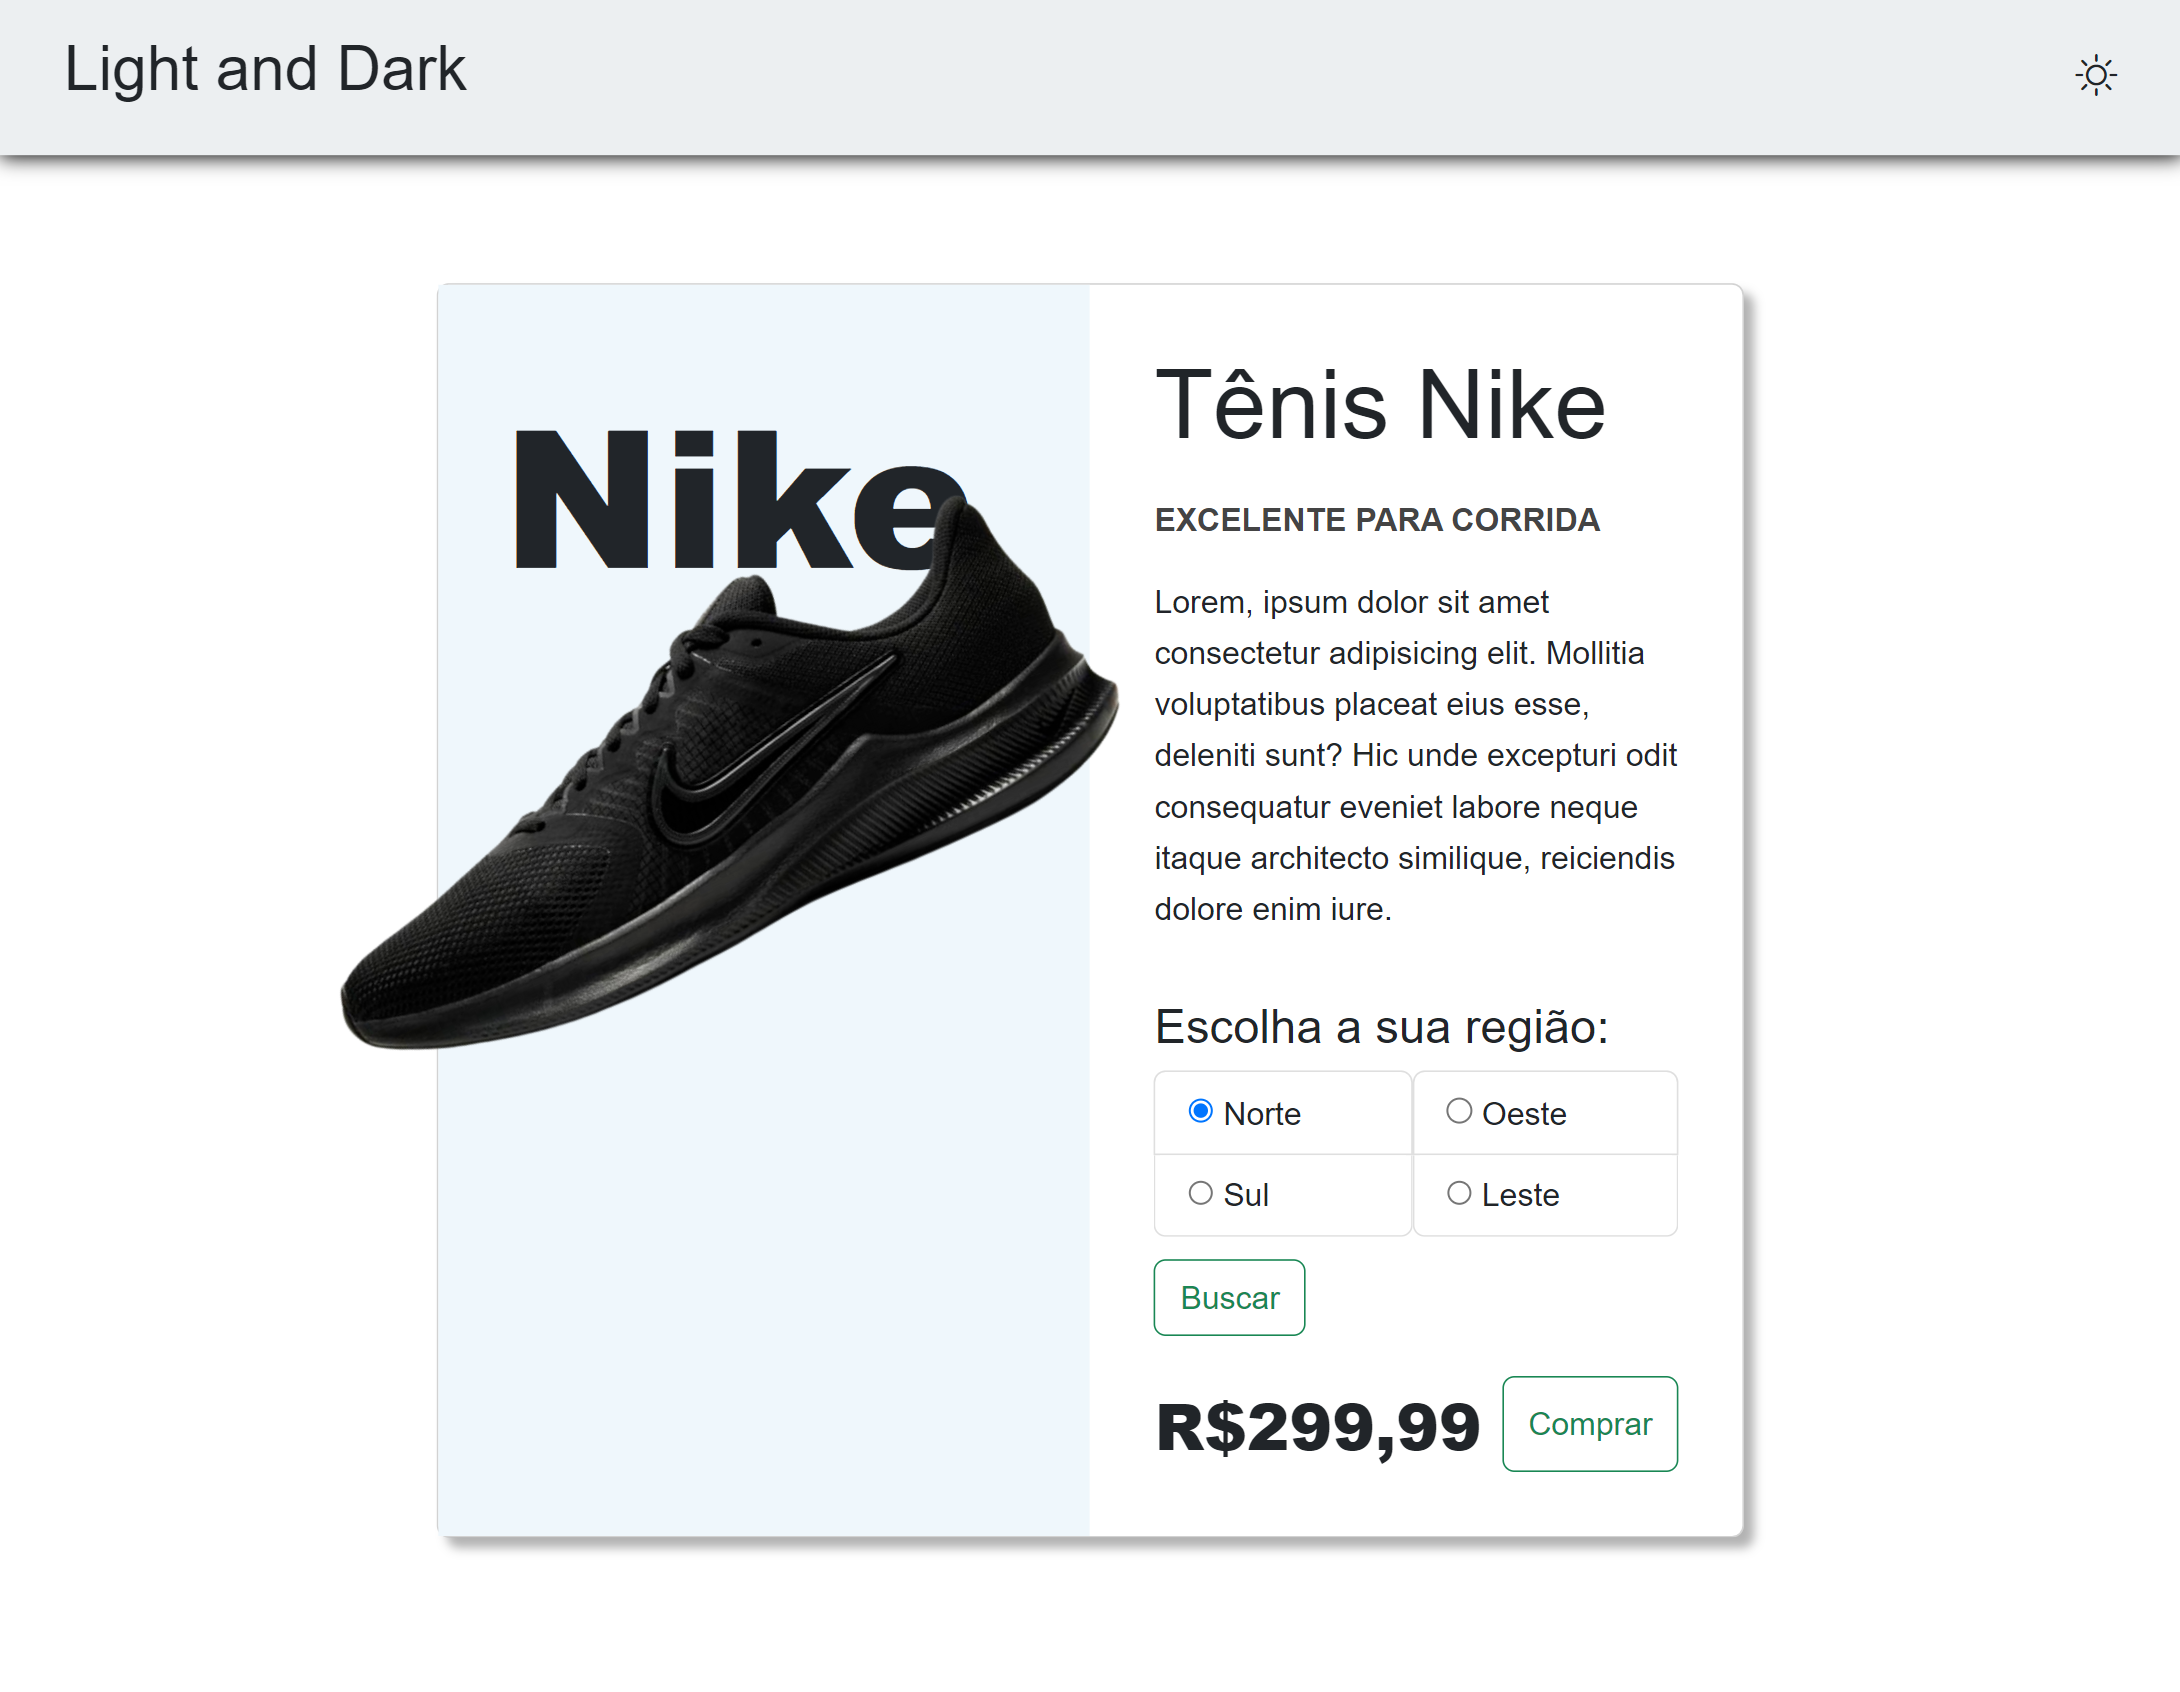 Light and Dark
Nike
Tênis Nike
EXCELENTE PARA CORRIDA
Lorem, ipsum dolor sit amet
consectetur adipisicing elit. Mollitia
voluptatibus placeat eius esse,
deleniti sunt? Hic unde excepturi odit
consequatur eveniet labore neque
itaque architecto similique, reiciendis
dolore enim iure.
Escolha a sua região:
Norte
Oeste
Sul
Leste
Buscar
R$299,99
Comprar